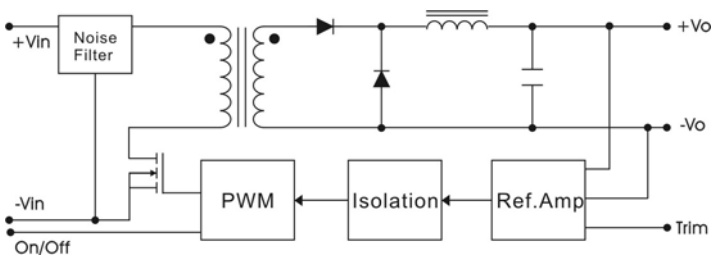 +Vin
Noise
Filter
+Vo
-Vo
-Vin
On/Off
PWM
Isolation
Ref.Amp
Trim